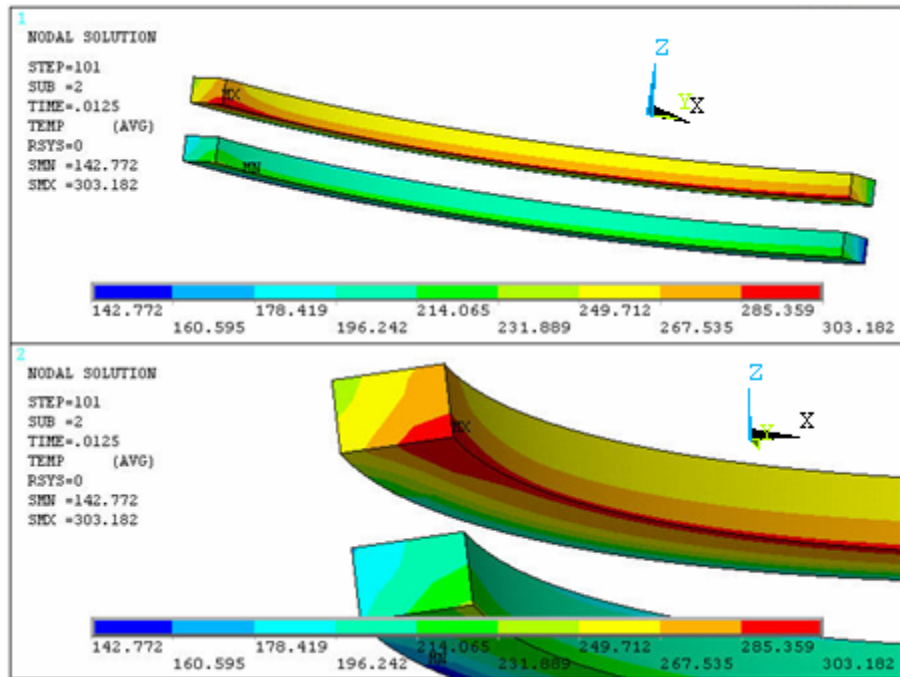 1
NODAL SOLUTION
STEP=101
SUB =2
TIME=.0125
TEMP (AVG)
RSYS=0
SMN =142.772
SMX =303.182
MX
MN
Z
Y
X
142.772 178.419 214.065 249.712 285.359
160.595 196.242 231.889 267.535 303.182
2
NODAL SOLUTION
STEP=101
SUB =2
TIME=.0125
TEMP (AVG)
RSYS=0
SMN =142.772
SMX =303.182
MX
Z
X
Y
142.772 178.419 214.065 249.712 285.359
160.595 196.242 231.889 267.535 303.182
MN